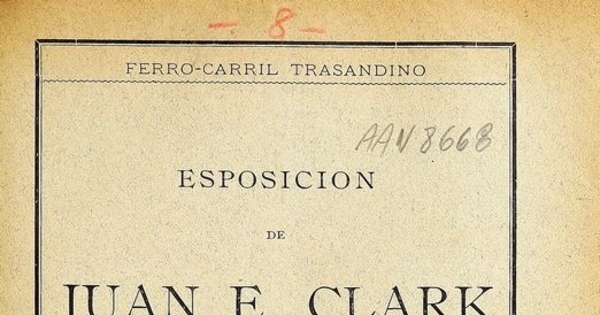 - 8 -
FERRO-CARRIL TRASANDINO
AAN 8668
ESPOSICION
DE
JUAN E. CLARK